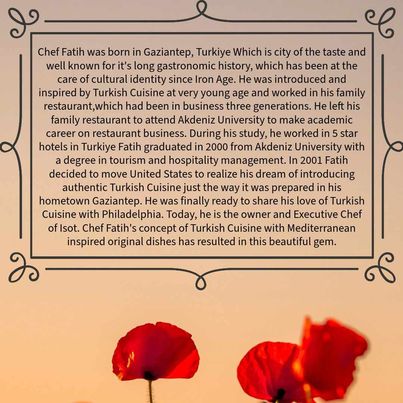 Chef Fatih was born in Gaziantep, Turkiye Which is city of the taste and
well known for it's long gastronomic history, which has been at the
care of cultural identity since Iron Age. He was introduced and
inspired by Turkish Cuisine at very young age and worked in his family
restaurant,which had been in business three generations. He left his
family restaurant to attend Akdeniz University to make academic
career on restaurant business. During his study, he worked in 5 star
hotels in Turkiye Fatih graduated in 2000 from Akdeniz University with
a degree in tourism and hospitality management. In 2001 Fatih
decided to move United States to realize his dream of introducing
authentic Turkish Cuisine just the way it was prepared in his
hometown Gaziantep. He was finally ready to share his love of Turkish
Cuisine with Philadelphia. Today, he is the owner and Executive Chef
of Isot. Chef Fatih's concept of Turkish Cuisine with Mediterranean
inspired original dishes has resulted in this beautiful gem.